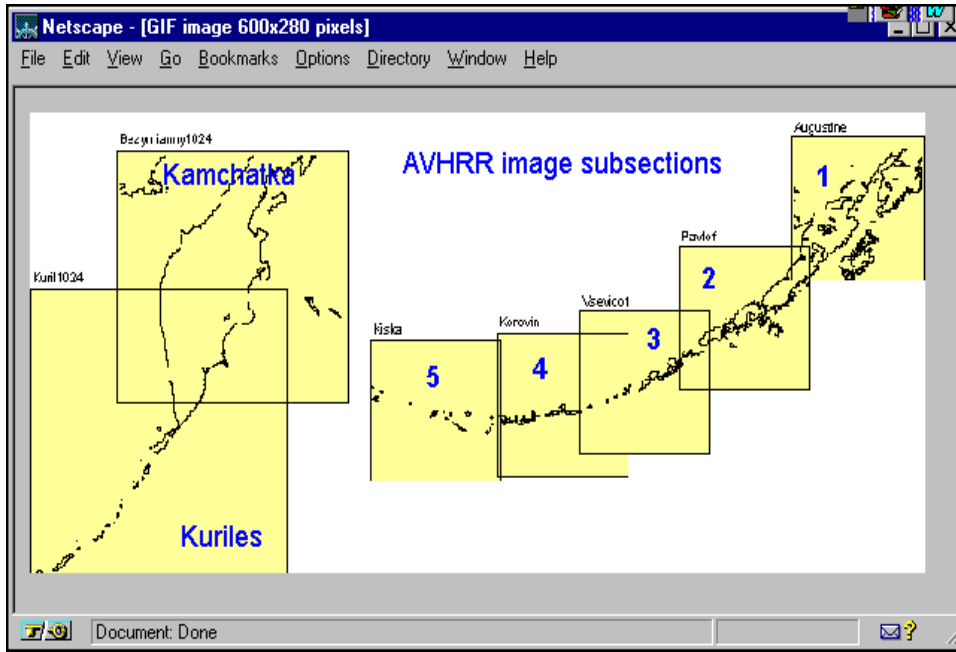 Netscape - [GIF image 600x280 pixels]
File Edit View Go Bookmarks Options Directory Window Help
Augustine
Bezymianny1024
Kamchatka
AVHRR image subsections
1
Pavlof
2
Kuril1024
3
Kiska
Korovin
5
4
Kuriles
Document: Done